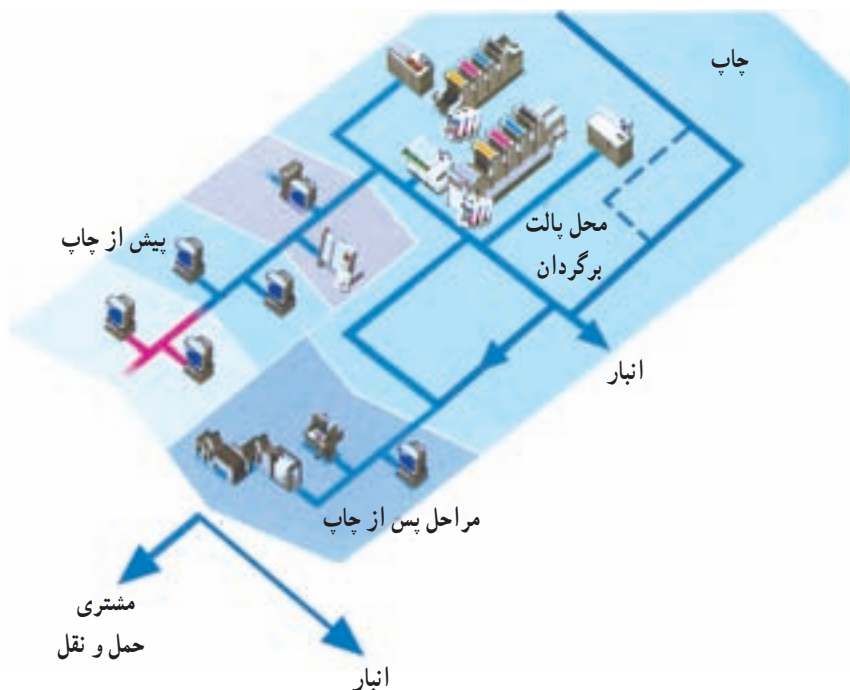 چاپ
محل پالت
برگردان
پیش از چاپ
انبار
مراحل پس از چاپ
مشتری
حمل و نقل
انبار